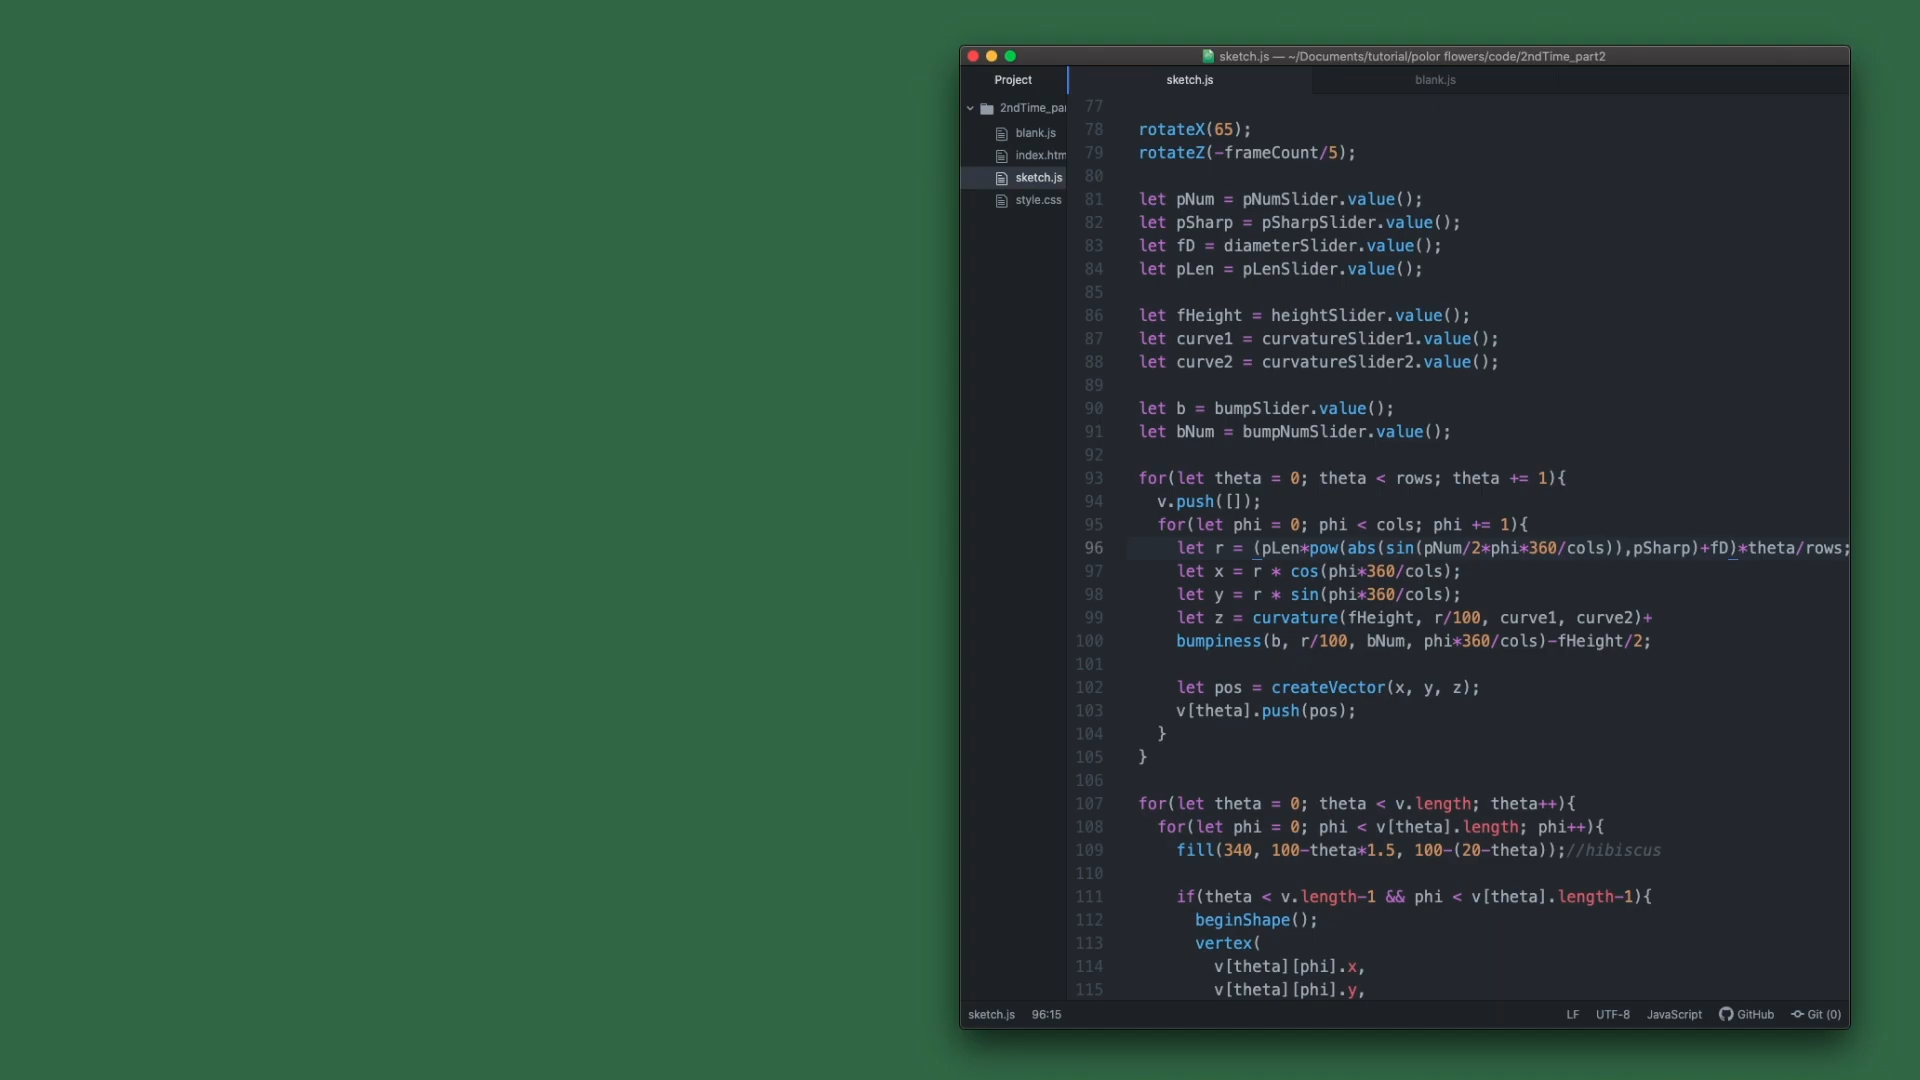 sketch.js — ~/Documents/tutorial/polor flowers/code/2ndTime_part2
Project
sketch.js
blank.js
2ndTime_par
blank.js
index.htm
sketch.js
style.css
77
78 rotateX(65);
79 rotateZ(-frameCount/5);
80
81 let pNum = pNumSlider.value();
82 let pSharp = pSharpSlider.value();
83 let fD = diameterSlider.value();
84 let pLen = pLenSlider.value();
85
86 let fHeight = heightSlider.value();
87 let curve1 = curvatureSlider1.value();
88 let curve2 = curvatureSlider2.value();
89
90 let b = bumpSlider.value();
91 let bNum = bumpNumSlider.value();
92
93 for(let theta = 0; theta < rows; theta += 1){
94 v.push([]);
95 for(let phi = 0; phi < cols; phi += 1){
96 let r = (pLen*pow(abs(sin(pNum/2*phi*360/cols)),pSharp)+fD)*theta/rows;
97 let x = r * cos(phi*360/cols);
98 let y = r * sin(phi*360/cols);
99 let z = curvature(fHeight, r/100, curve1, curve2)+
100 bumpiness(b, r/100, bNum, phi*360/cols)-fHeight/2;
101
102 let pos = createVector(x, y, z);
103 v[theta].push(pos);
104 }
105 }
106
107 for(let theta = 0; theta < v.length; theta++){
108 for(let phi = 0; phi < v[theta].length; phi++){
109 fill(340, 100-theta*1.5, 100-(20-theta));//hibiscus
110
111 if(theta < v.length-1 && phi < v[theta].length-1){
112 beginShape();
113 vertex(
114 v[theta][phi].x,
115 v[theta][phi].y,
sketch.js 96:15
LF UTF-8 JavaScript GitHub Git (0)